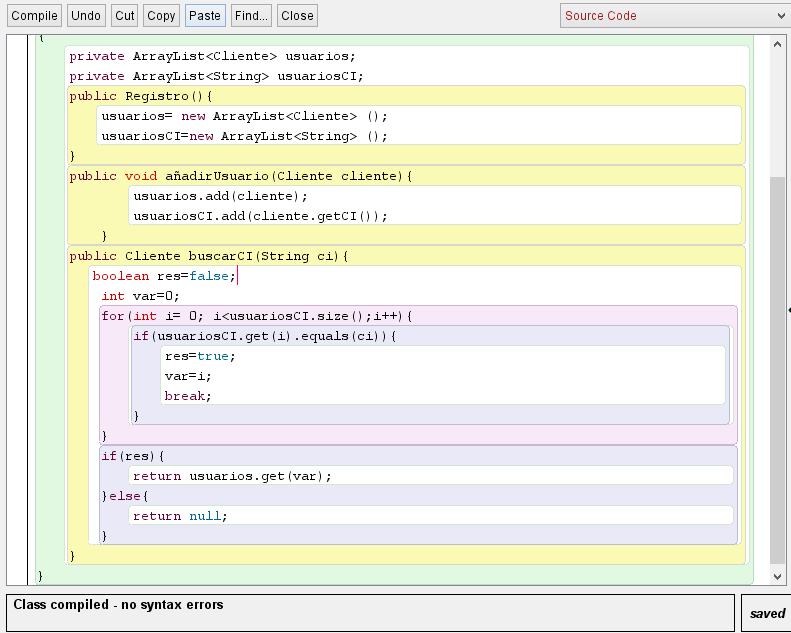 Compile Undo Cut Copy Paste Find... Close Source Code
{
private ArrayList<Cliente> usuarios;
private ArrayList<String> usuariosCI;
public Registro(){
usuarios= new ArrayList<Cliente> ();
usuariosCI=new ArrayList<String> ();
}
public void añadirUsuario(Cliente cliente){
usuarios.add(cliente);
usuariosCI.add(cliente.getCI());
}
public Cliente buscarCI(String ci){
boolean res=false;
int var=0;
for(int i= 0; i<usuariosCI.size();i++){
if(usuariosCI.get(i).equals(ci)){
res=true;
var=i;
break;
}
}
if(res){
return usuarios.get(var);
}else{
return null;
}
}
}
Class compiled - no syntax errors
saved